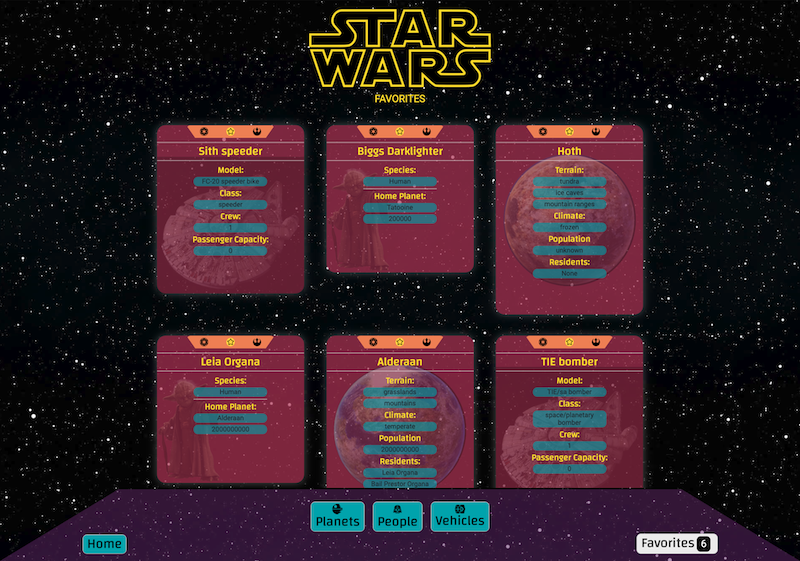 STAR
WARS
FAVORITES
Sith speeder
Model:
FC-20 speeder bike
Class:
speeder
Crew:
1
Passenger Capacity:
0
Biggs Darklighter
Species:
Human
Home Planet:
Tatooine
200000
Hoth
Terrain:
tundra
ice caves
mountain ranges
Climate:
frozen
Population
unknown
Residents:
None
Leia Organa
Species:
Human
Home Planet:
Alderaan
2000000000
Alderaan
Terrain:
grasslands
mountains
Climate:
temperate
Population
2000000000
Residents:
Leia Organa
Bail Prestor Organa
TIE bomber
Model:
TIE/sa bomber
Class:
space/planetary
bomber
Crew:
1
Passenger Capacity:
0
Planets
People
Vehicles
Home
Favorites 6